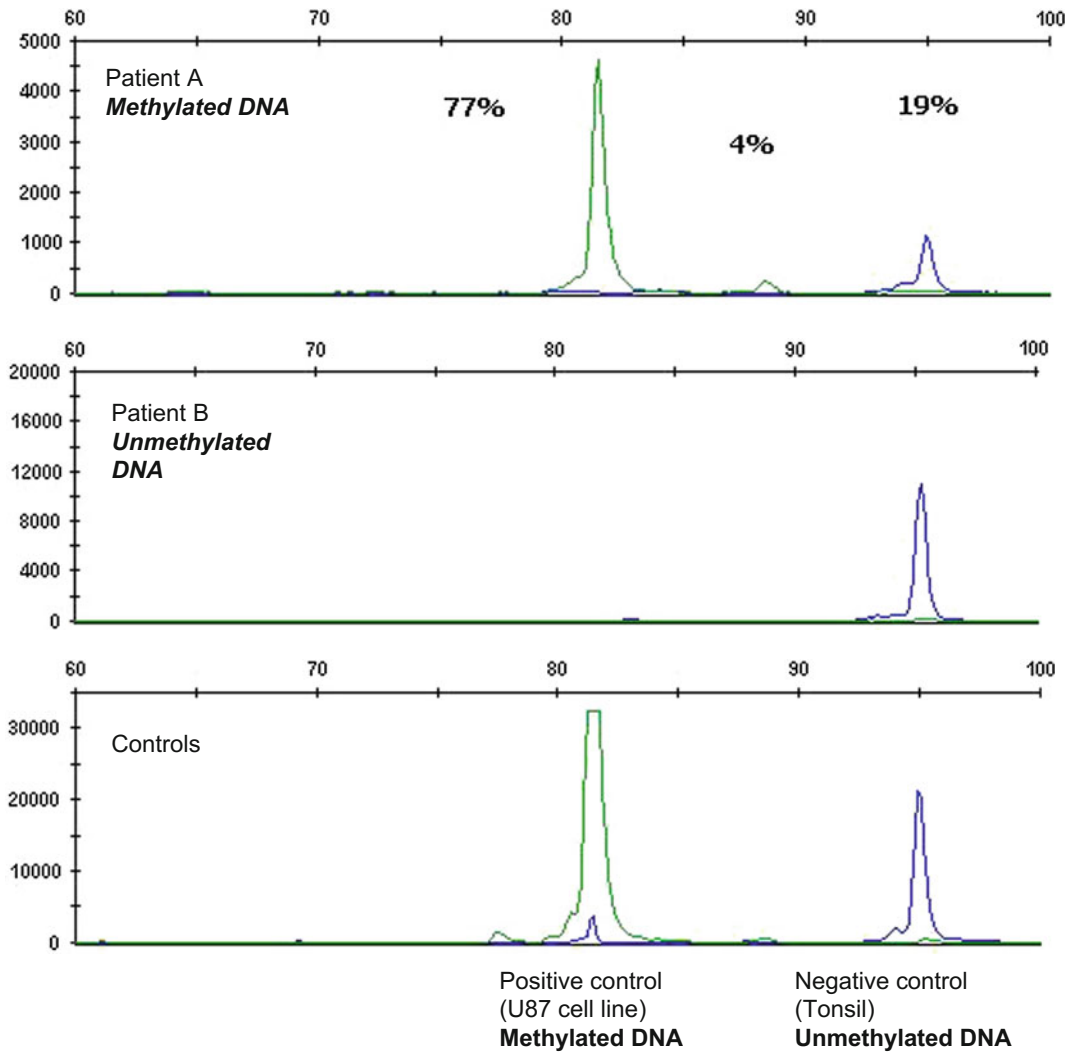 60 70 80 90 100
5000
4000
3000
2000
1000
0
Patient A
Methylated DNA
77%
4%
19%
60 70 80 90 100
20000
16000
12000
8000
4000
0
Patient B
Unmethylated
DNA
60 70 80 90 100
30000
20000
10000
0
Controls
Positive control
(U87 cell line)
Methylated DNA
Negative control
(Tonsil)
Unmethylated DNA